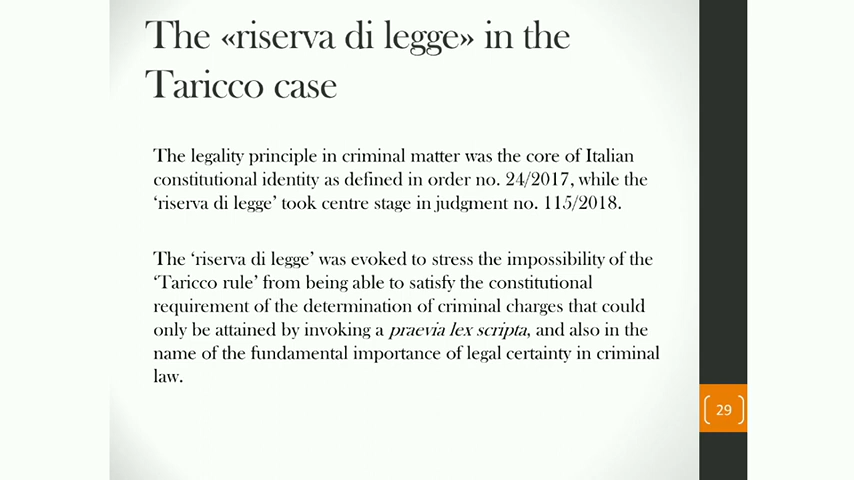 The «riserva di legge» in the
Taricco case
The legality principle in criminal matter was the core of Italian
constitutional identity as defined in order no. 24/2017, while the
‘riserva di legge’ took centre stage in judgment no. 115/2018.
The ‘riserva di legge’ was evoked to stress the impossibility of the
‘Taricco rule’ from being able to satisfy the constitutional
requirement of the determination of criminal charges that could
only be attained by invoking a praevia lex scripta, and also in the
name of the fundamental importance of legal certainty in criminal
law.
29